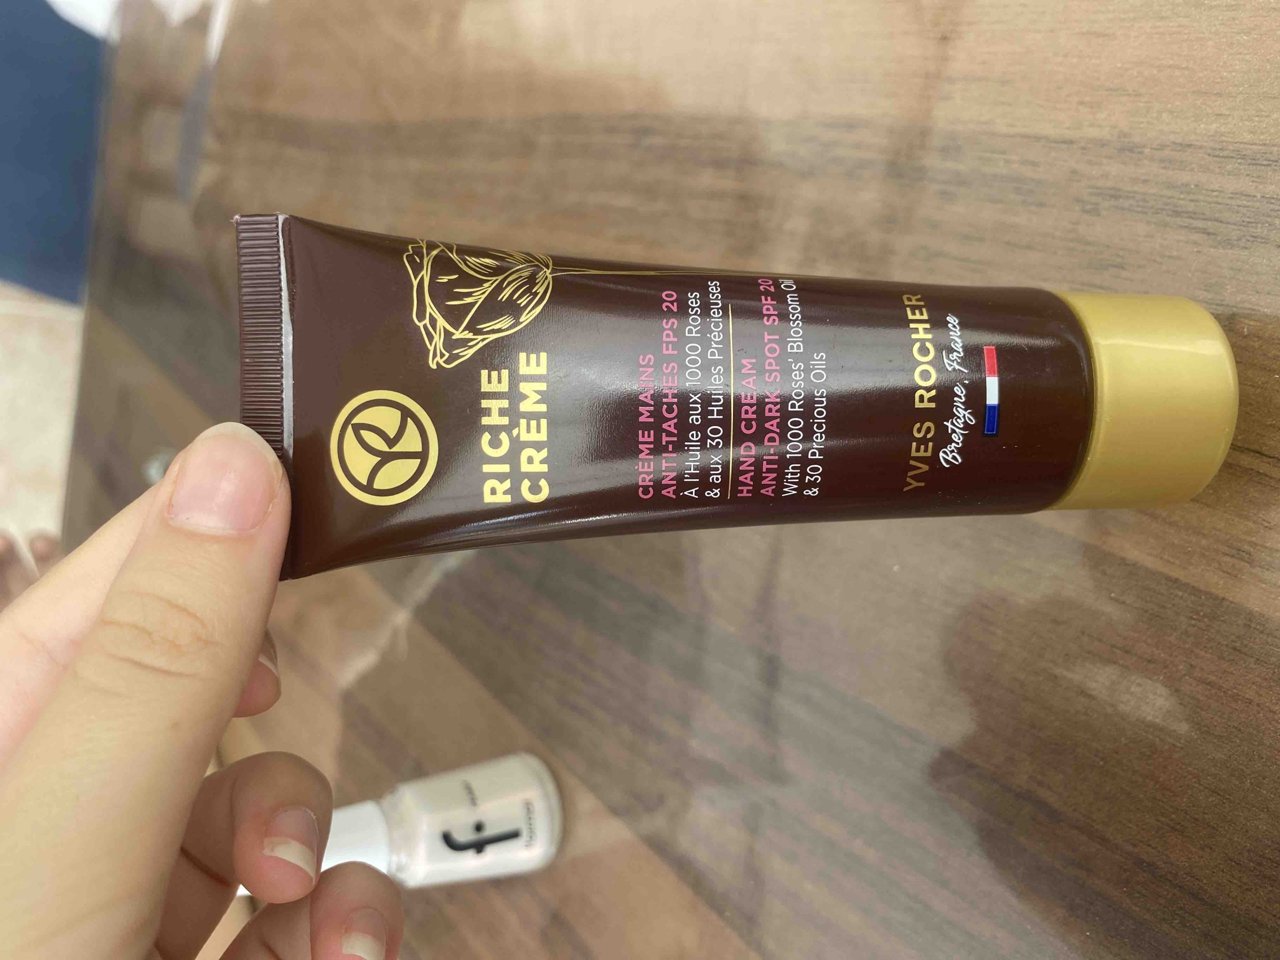 RICHE
CRÈME
CRÈME MAINS
ANTI-TACHES FPS 20
À l'Huile aux 1000 Roses
& aux 30 Huiles Précieuses
HAND CREAM
ANTI-DARK SPOT SPF 20
With 1000 Roses' Blossom Oil
& 30 Precious Oils
YVES ROCHER
Bretagne, France
f.
flormar